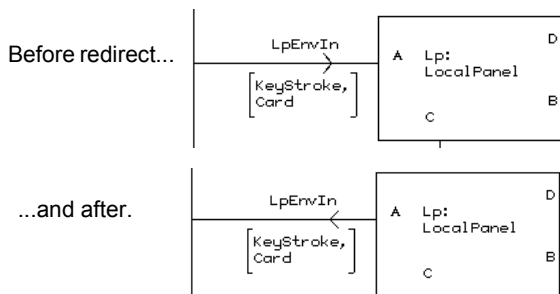 Before redirect...
LpEnvIn
[KeyStroke,
Card]
A Lp:
LocalPanel
D
B
C
...and after.
LpEnvIn
[KeyStroke,
Card]
A Lp:
LocalPanel
D
B
C